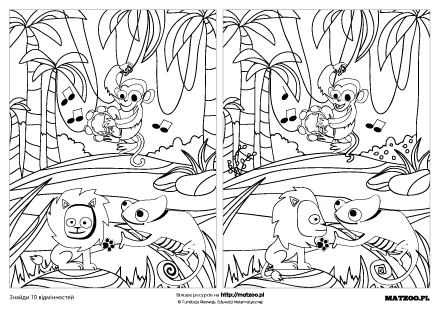 Знайди 10 відмінностей
Більше ресурсів на http://matzoo.pl
© Fundacja Rozwoju Edukacji Matematycznej
MATZOO.PL